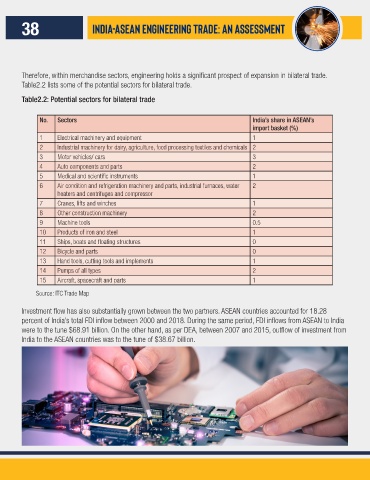 38
INDIA-ASEAN ENGINEERING TRADE: AN ASSESSMENT
Therefore, within merchandise sectors, engineering holds a significant prospect of expansion in bilateral trade.
Table2.2 lists some of the potential sectors for bilateral trade.
Table2.2: Potential sectors for bilateral trade
No. Sectors India's share in ASEAN's
import basket (%)
1 Electrical machinery and equipment 1
2 Industrial machinery for dairy, agriculture, food processing textiles and chemicals 2
3 Motor vehicles/ cars 3
4 Auto components and parts 2
5 Medical and scientific instruments 1
6 Air condition and refrigeration machinery and parts, industrial furnaces, water 2
heaters and centrifuges and compressor
7 Cranes, lifts and winches 1
8 Other construction machinery 2
9 Machine tools 0.5
10 Products of iron and steel 1
11 Ships, boats and floating structures 0
12 Bicycle and parts 0
13 Hand tools, cutting tools and implements 1
14 Pumps of all types 2
15 Aircraft, spacecraft and parts 1
Source: ITC Trade Map
Investment flow has also substantially grown between the two partners. ASEAN countries accounted for 18.28
percent of India's total FDI inflow between 2000 and 2018. During the same period, FDI inflows from ASEAN to India
were to the tune $68.91 billion. On the other hand, as per DEA, between 2007 and 2015, outflow of investment from
India to the ASEAN countries was to the tune of $38.67 billion.